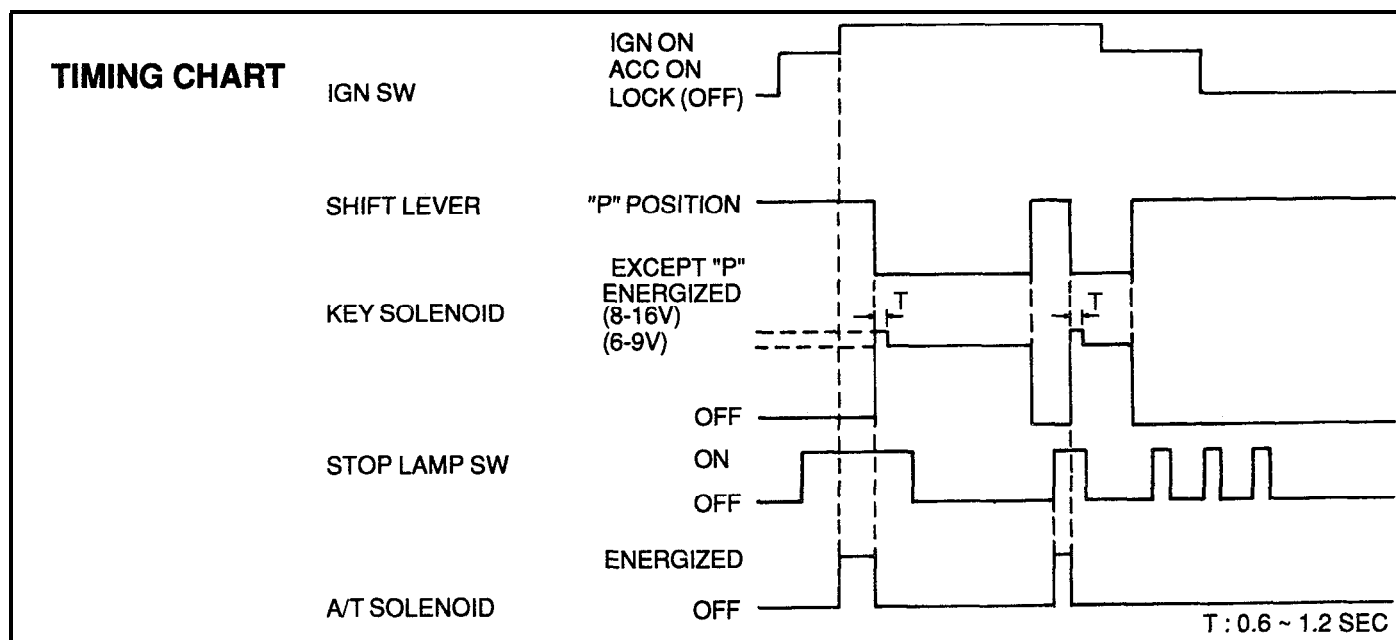 TIMING CHART
IGN SW
IGN ON
ACC ON
LOCK (OFF)
SHIFT LEVER
"P" POSITION
EXCEPT "P"
KEY SOLENOID
ENERGIZED
(8-16V)
(6-9V)
OFF
T
T
STOP LAMP SW
ON
OFF
A/T SOLENOID
ENERGIZED
OFF
T : 0.6 ~ 1.2 SEC